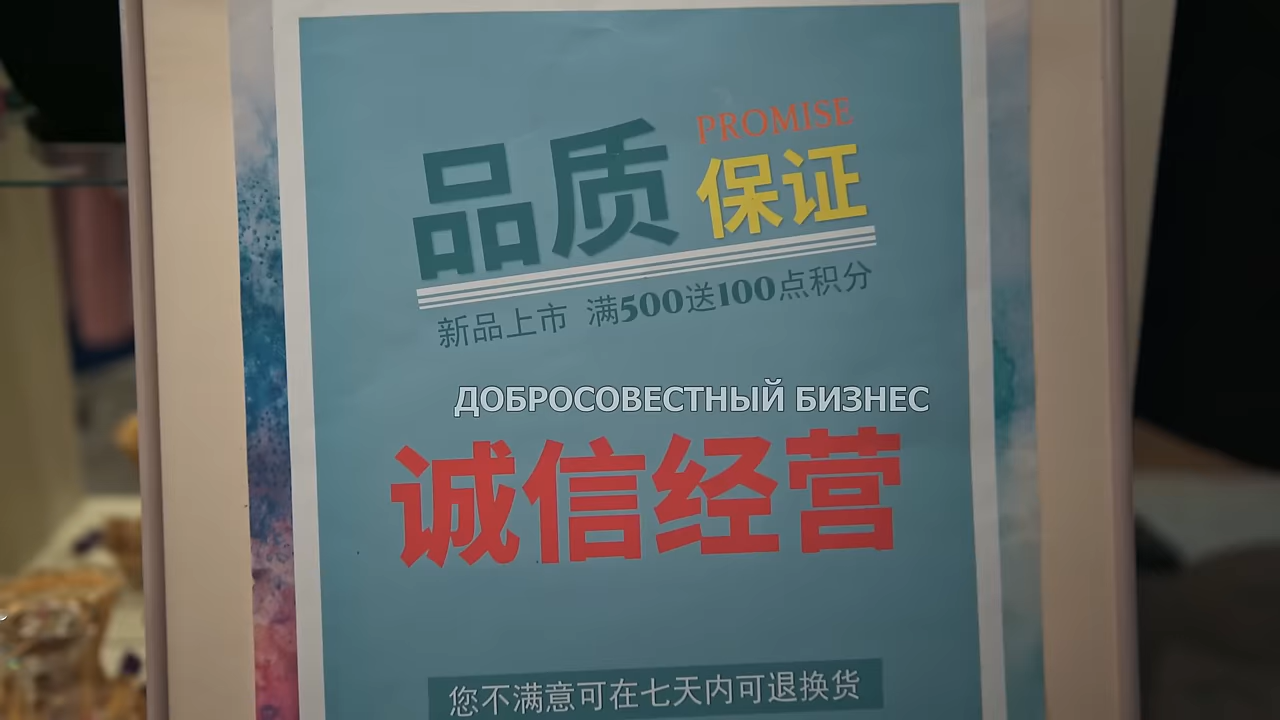 PROMISE
品质 保证
新品上市 满500送100点积分
ДОБРОСОВЕСТНЫЙ БИЗНЕС
诚信经营
您不满意可在七天内可退换货